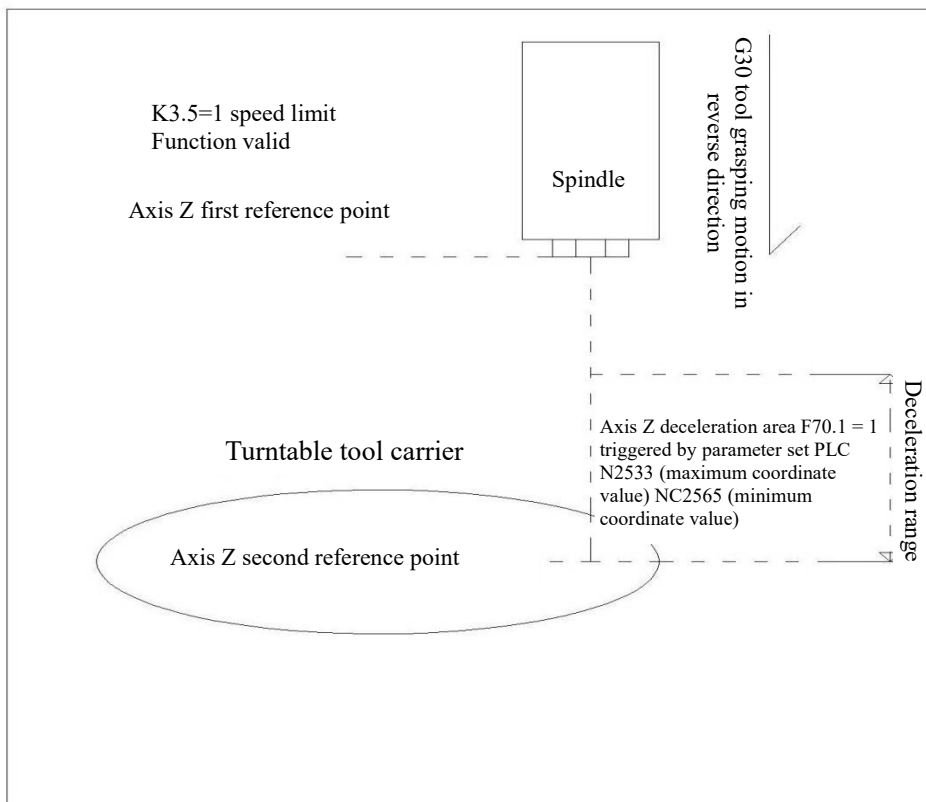 K3.5=1 speed limit
Function valid
Axis Z first reference point
Spindle
G30 tool grasping motion in
reverse direction
Axis Z deceleration area F70.1 = 1
triggered by parameter set PLC
N2533 (maximum coordinate
value) NC2565 (minimum
coordinate value)
Deceleration range
Turntable tool carrier
Axis Z second reference point